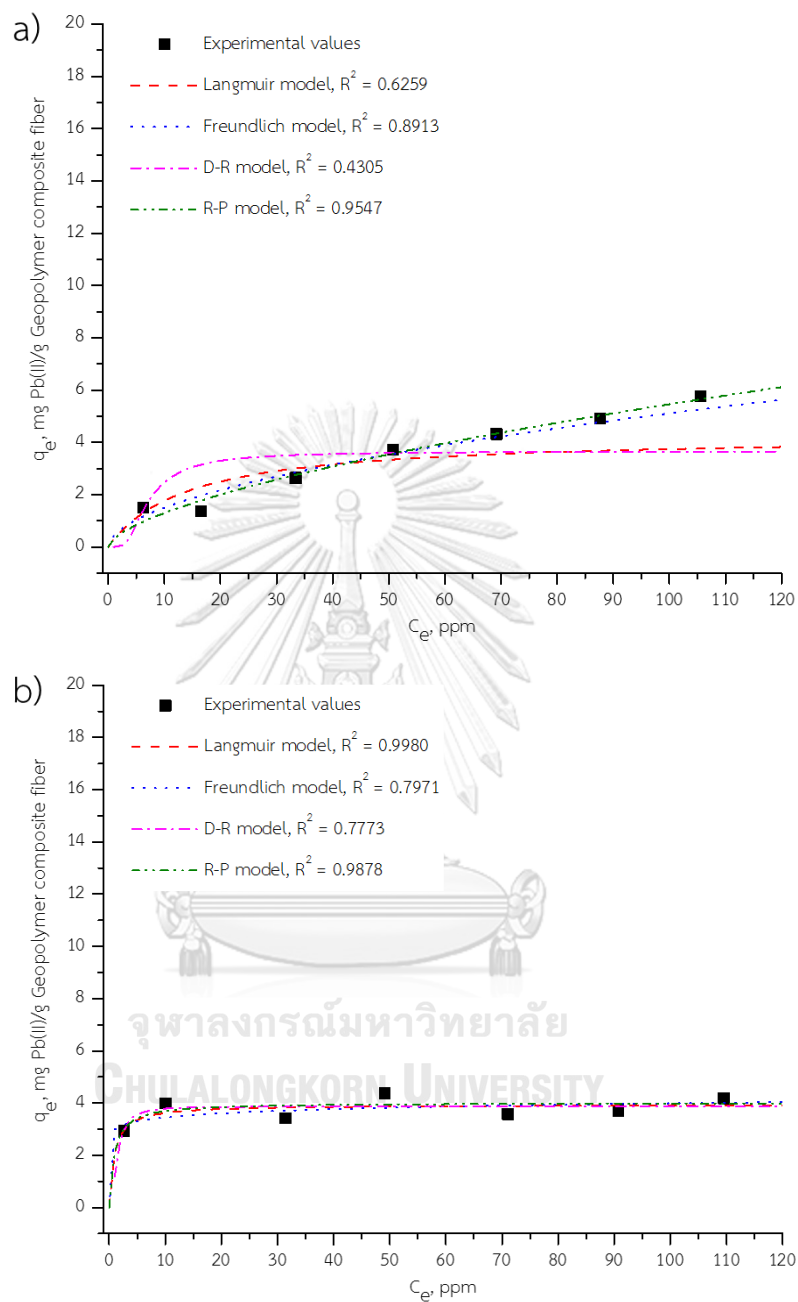 a)
20
18
16
14
12
10
8
6
4
2
0
q_e, mg Pb(II)/g Geopolymer composite fiber
Experimental values
Langmuir model, R² = 0.6259
Freundlich model, R² = 0.8913
D-R model, R² = 0.4305
R-P model, R² = 0.9547
0 10 20 30 40 50 60 70 80 90 100 110 120
C_e, ppm
b)
20
18
16
14
12
10
8
6
4
2
0
q_e, mg Pb(II)/g Geopolymer composite fiber
Experimental values
Langmuir model, R² = 0.9980
Freundlich model, R² = 0.7971
D-R model, R² = 0.7773
R-P model, R² = 0.9878
จุฬาลงกรณ์มหาวิทยาลัย
CHULALONGKORN UNIVERSITY
0 10 20 30 40 50 60 70 80 90 100 110 120
C_e, ppm